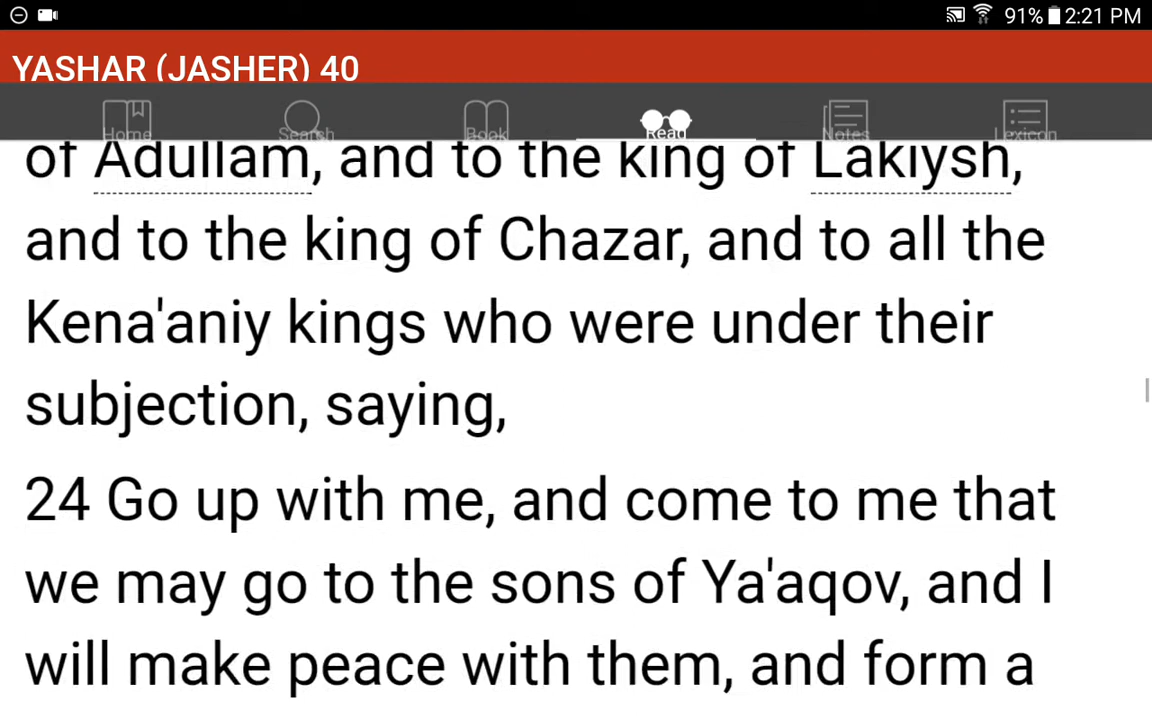 91% 2:21 PM
YASHAR (JASHER) 40
Home Search Book Read Notes Lexicon
of Adullam, and to the king of Lakiysh,
and to the king of Chazar, and to all the
Kena'aniy kings who were under their
subjection, saying,
24 Go up with me, and come to me that
we may go to the sons of Ya'aqov, and I
will make peace with them, and form a